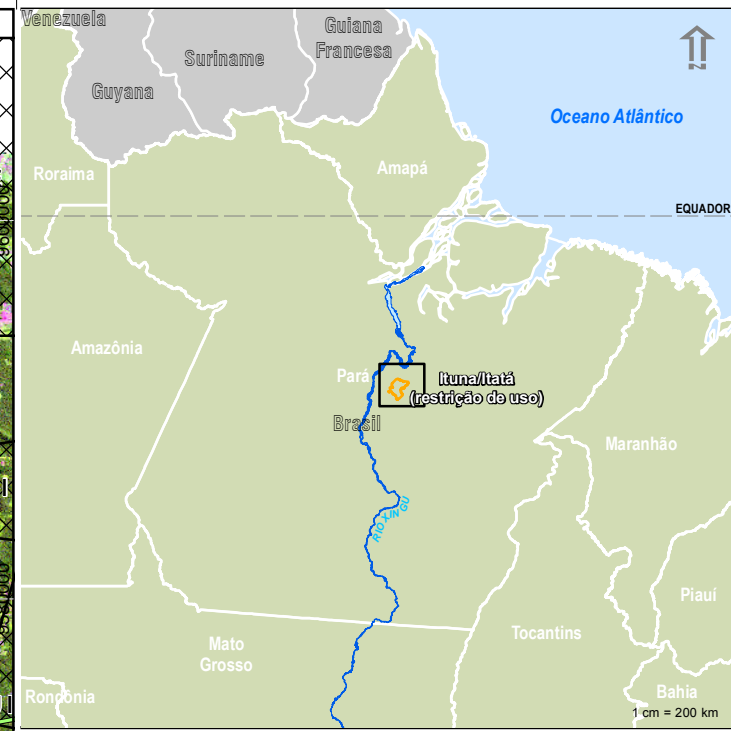 Venezuela
Guiana
Francesa
Suriname
Guyana
N
Oceano Atlântico
Amapá
Roraima
EQUADOR
Amazônia
Pará
Ituna/Itatá
(restrição de uso)
Brasil
Maranhão
RIO XINGU
Piauí
Tocantins
Mato
Grosso
Rondônia
Bahia
1 cm = 200 km